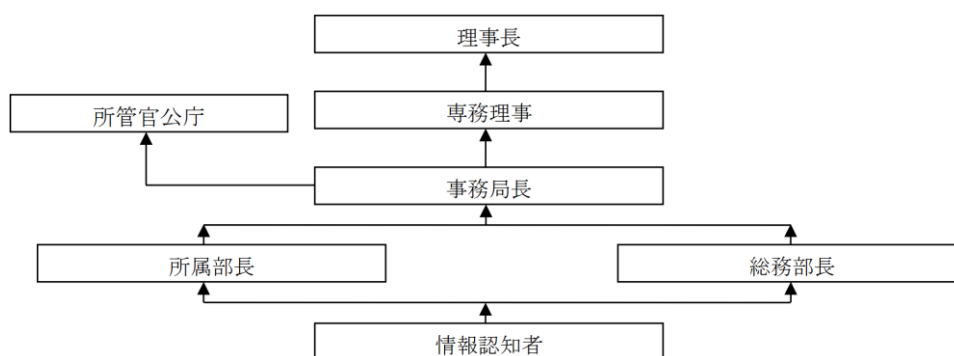 理事長
専務理事
所管官公庁
事務局長
所属部長
総務部長
情報認知者